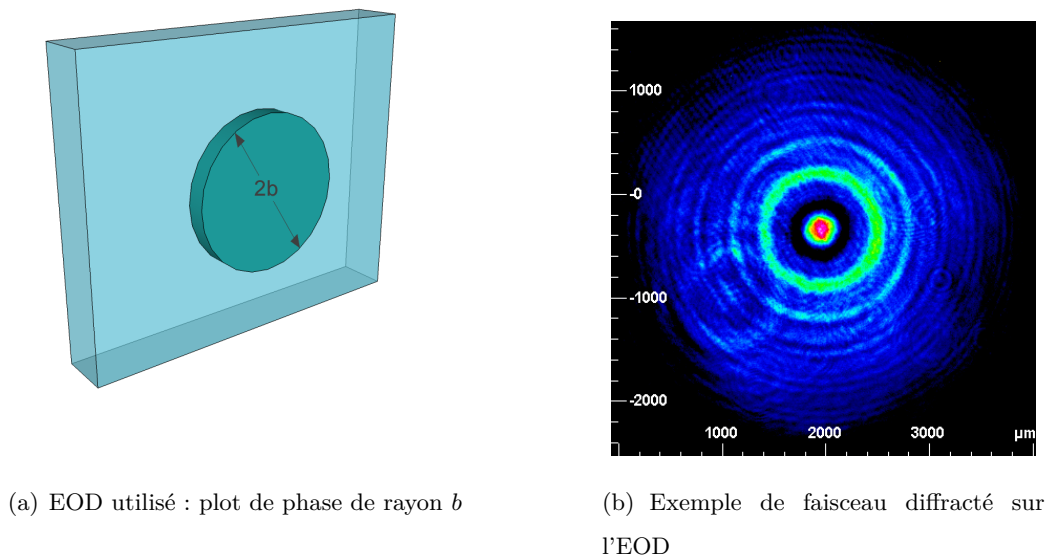 2b
1000
-0
-1000
-2000
1000 2000 3000 µm
(a) EOD utilisé : plot de phase de rayon b
(b) Exemple de faisceau diffracté sur
l'EOD